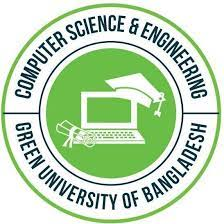 COMPUTER SCIENCE & ENGINEERING
GREEN UNIVERSITY OF BANGLADESH